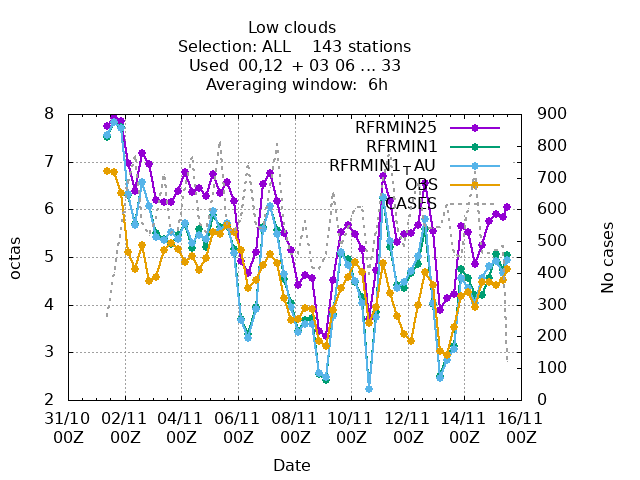 Low clouds
Selection: ALL    143 stations
Used  00,12  + 03 06 ... 33
Averaging window:  6h
8
7
6
5
4
3
2
octas
900
800
700
600
500
400
300
200
100
0
No cases
RFRMIN25
RFRMIN1
RFRMIN1-AU
OBS
CASES
31/10 02/11 04/11 06/11 08/11 10/11 12/11 14/11 16/11
00Z 00Z 00Z 00Z 00Z 00Z 00Z 00Z 00Z
Date